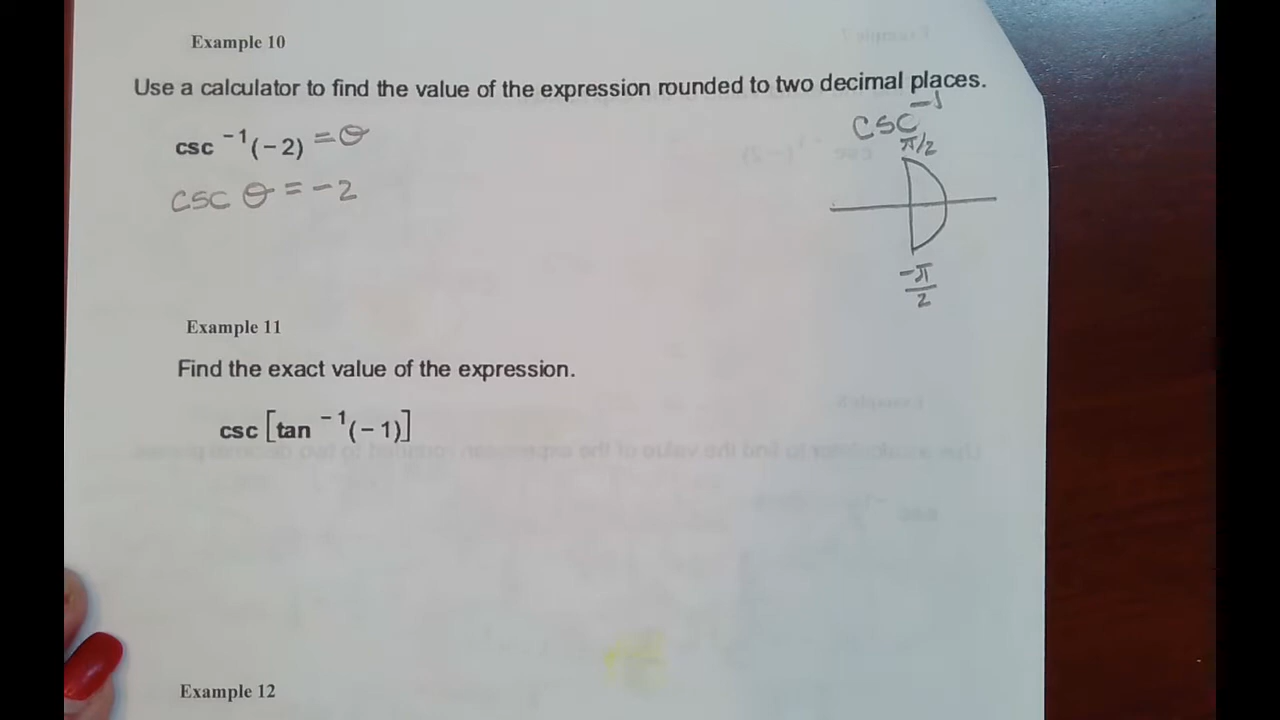 Example 10
Use a calculator to find the value of the expression rounded to two decimal places.
csc⁻¹(−2) = θ
csc θ = −2
csc⁻¹
π/2
−π/2
Example 11
Find the exact value of the expression.
csc [tan⁻¹(−1)]
Example 12